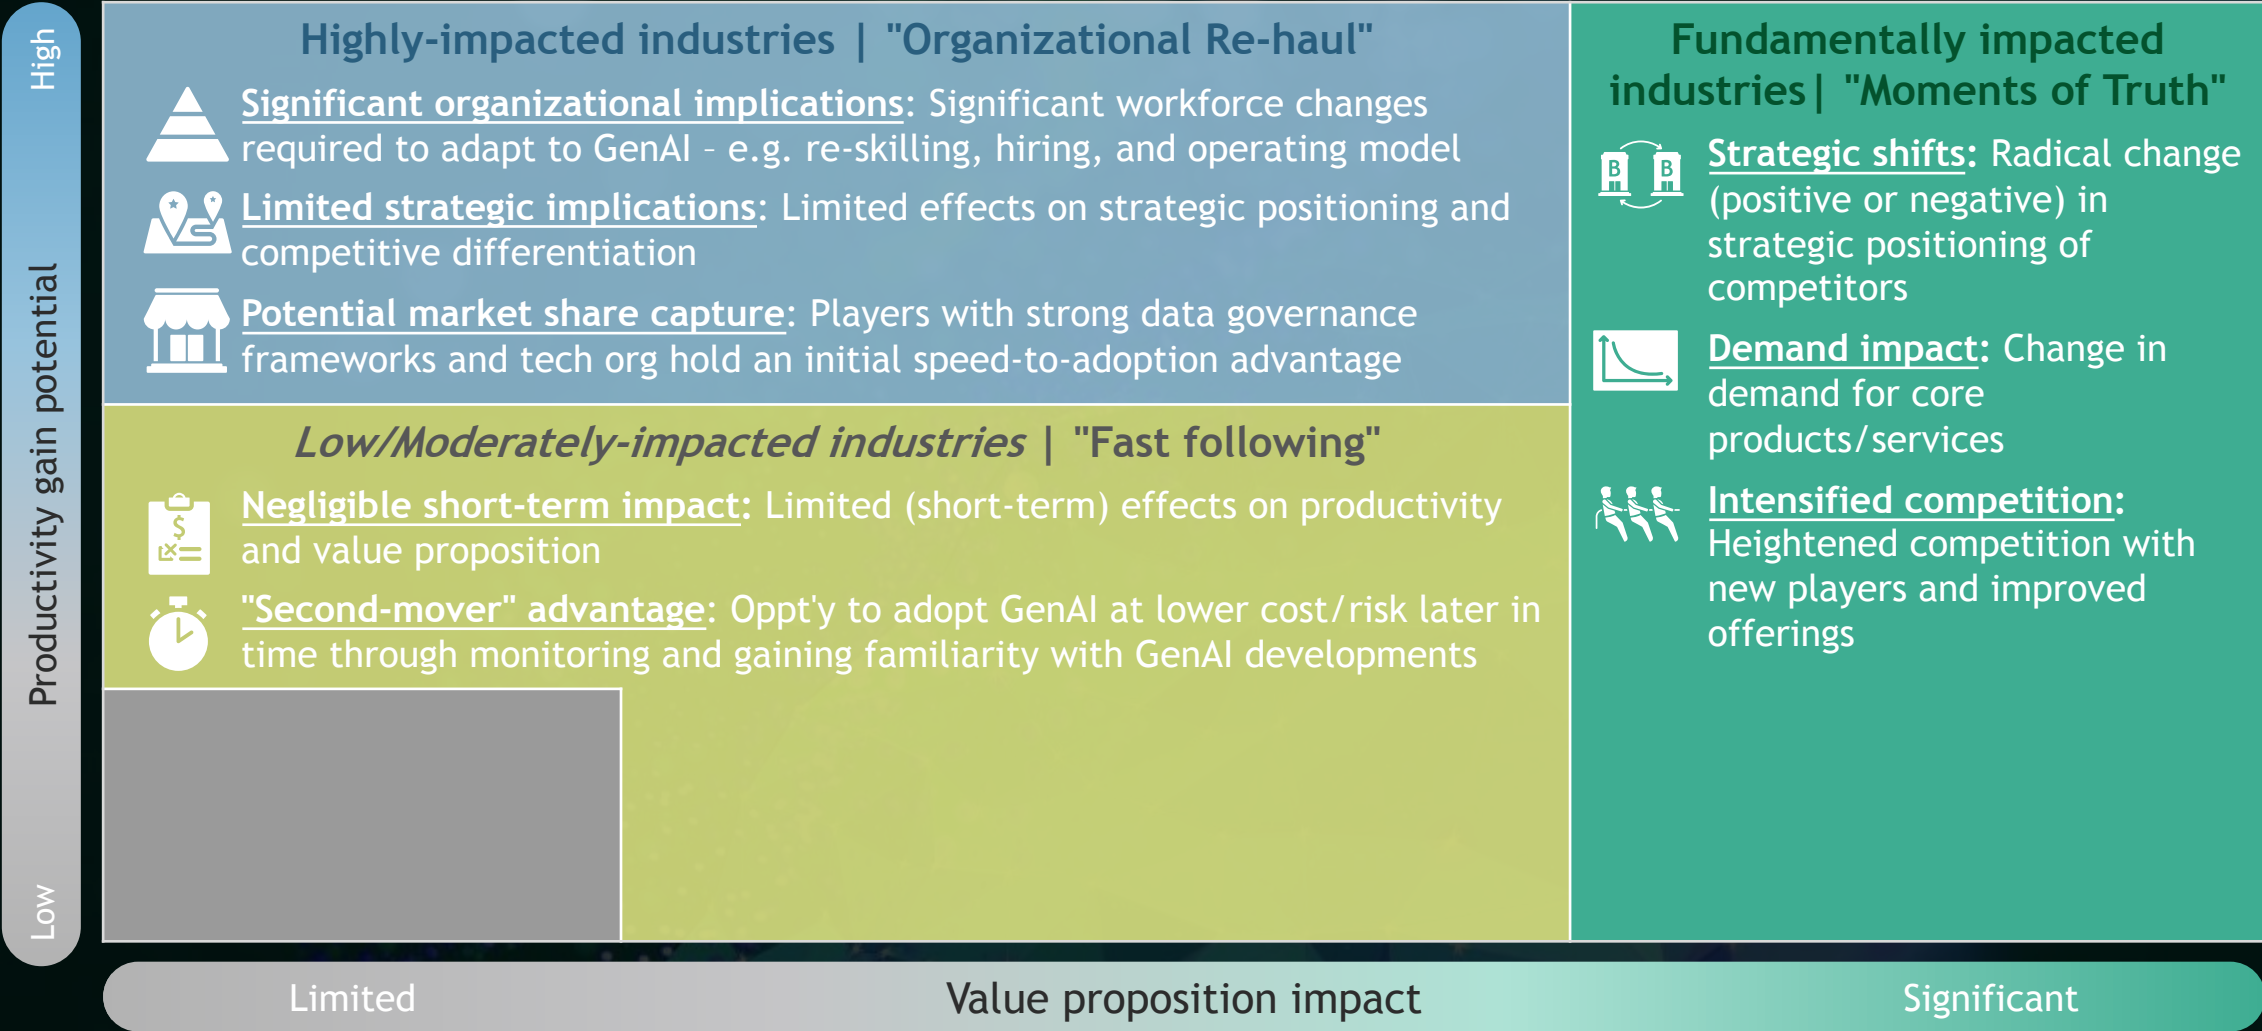 High
Productivity gain potential
Low
Highly-impacted industries | "Organizational Re-haul"
Significant organizational implications: Significant workforce changes
required to adapt to GenAI – e.g. re-skilling, hiring, and operating model
Limited strategic implications: Limited effects on strategic positioning and
competitive differentiation
Potential market share capture: Players with strong data governance
frameworks and tech org hold an initial speed-to-adoption advantage
Low/Moderately-impacted industries | "Fast following"
Negligible short-term impact: Limited (short-term) effects on productivity
and value proposition
"Second-mover" advantage: Oppt'y to adopt GenAI at lower cost/risk later in
time through monitoring and gaining familiarity with GenAI developments
Fundamentally impacted
industries| "Moments of Truth"
B B
Strategic shifts: Radical change
(positive or negative) in
strategic positioning of
competitors
Demand impact: Change in
demand for core
products/services
Intensified competition:
Heightened competition with
new players and improved
offerings
Limited
Value proposition impact
Significant